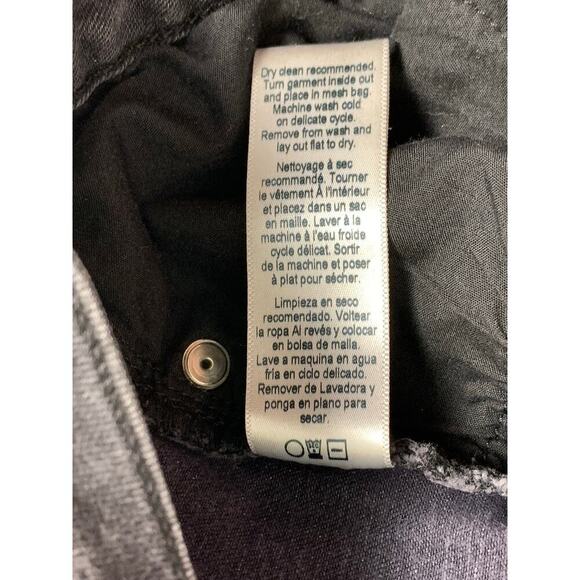 Dry clean recommended.
Turn garment inside out
and place in mesh bag.
Machine wash cold
on delicate cycle.
Remove from wash and
lay out flat to dry.
Nettoyage à sec
recommandé. Tourner
le vêtement À l'intérieur
et placez dans un sac
en maille. Laver à la
machine à l'eau froide
cycle délicat. Sortir
de la machine et poser
à plat pour sécher.
Limpieza en seco
recomendado. Voltear
la ropa Al revés y colocar
en bolsa de malla.
Lave a maquina en agua
fría en ciclo delicado.
Remover de Lavadora y
ponga en plano para
secar.